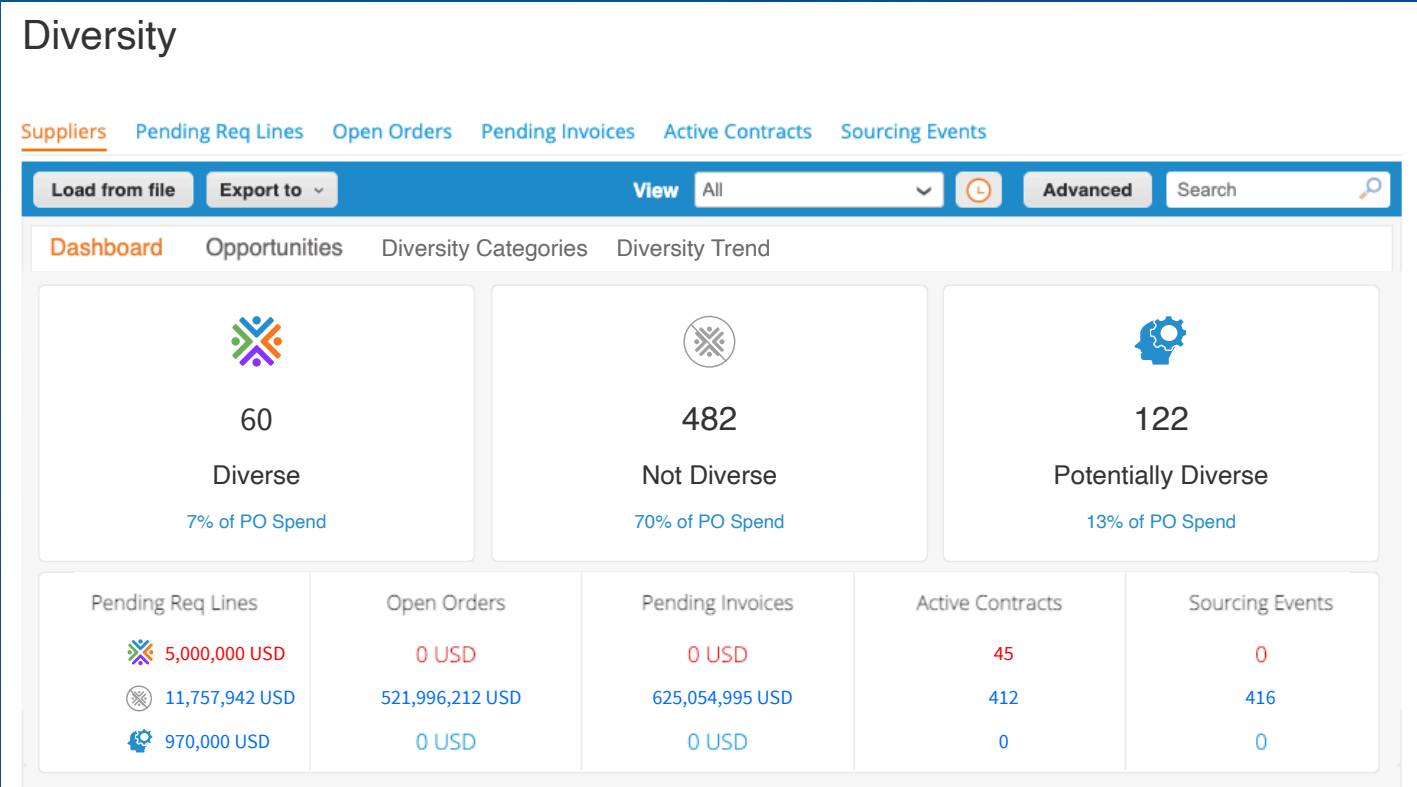 Diversity
Suppliers Pending Req Lines Open Orders Pending Invoices Active Contracts Sourcing Events
Load from file Export to View All Advanced Search
Dashboard Opportunities Diversity Categories Diversity Trend
60 482 122
Diverse Not Diverse Potentially Diverse
7% of PO Spend 70% of PO Spend 13% of PO Spend
Pending Req Lines Open Orders Pending Invoices Active Contracts Sourcing Events
5,000,000 USD 0 USD 0 USD 45 0
11,757,942 USD 521,996,212 USD 625,054,995 USD 412 416
970,000 USD 0 USD 0 USD 0 0